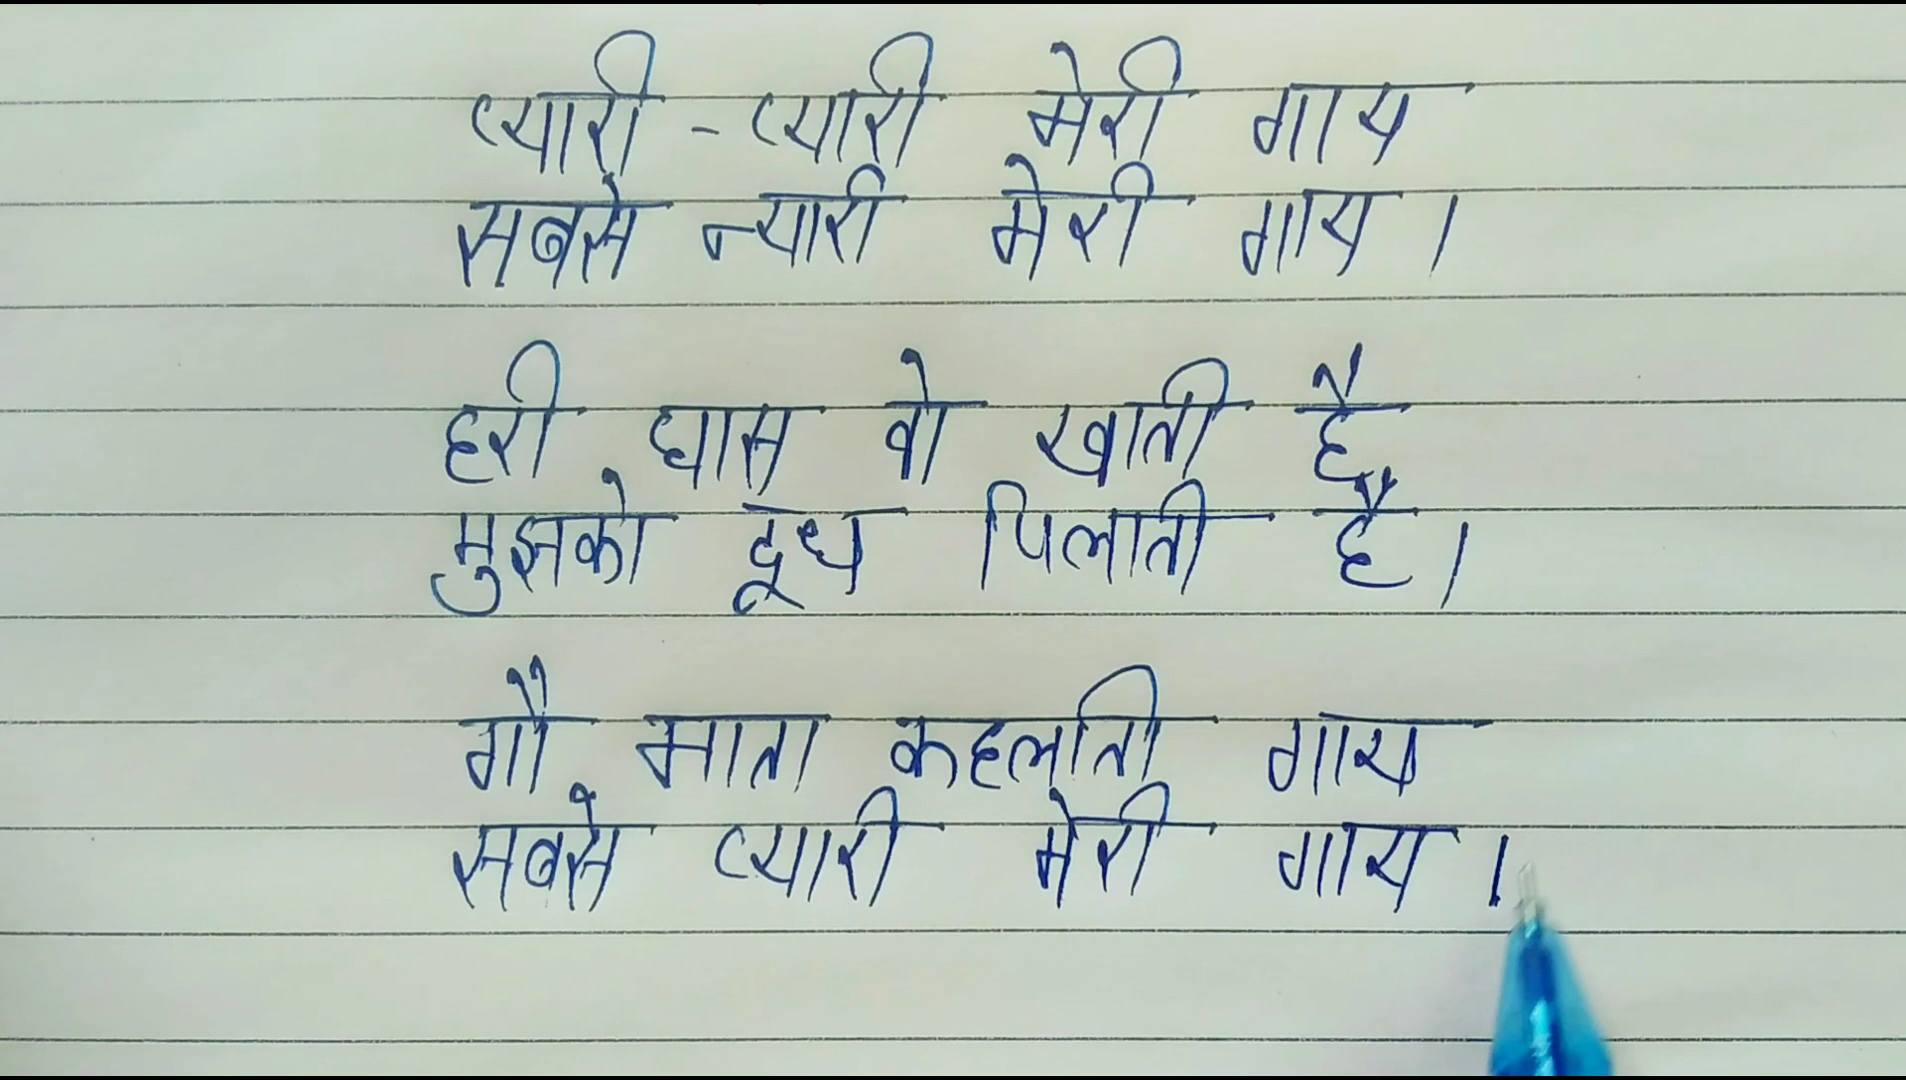 प्यारी - प्यारी मेरी गाय
सबसे न्यारी मेरी गाय ।
हरी घास वो खाती है,
मुझको दूध पिलाती है ।
गौ माता कहलाती गाय
सबसे प्यारी मेरी गाय ।